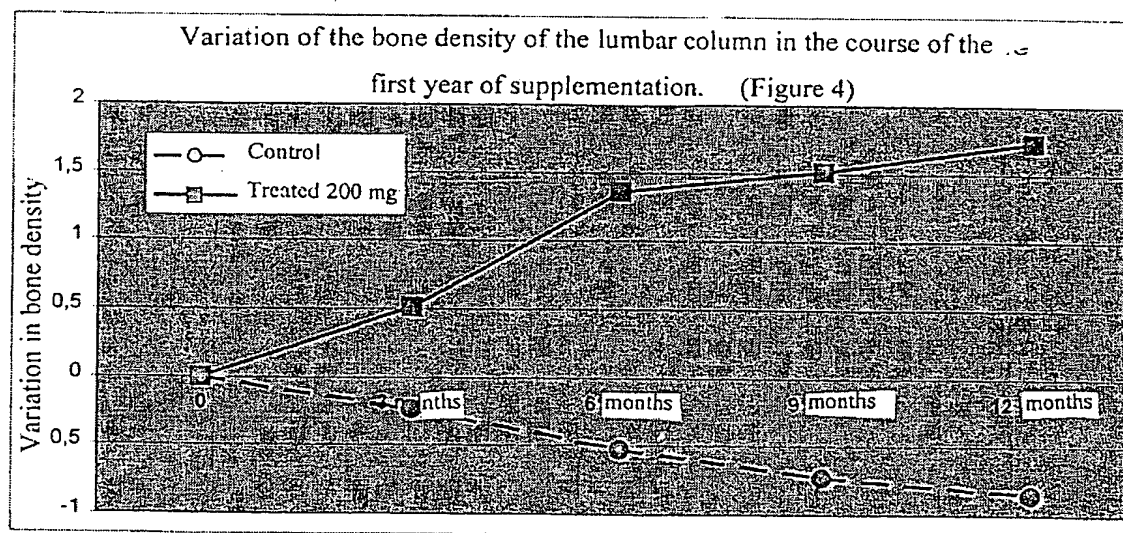 Variation of the bone density of the lumbar column in the course of the
first year of supplementation. (Figure 4)
Variation in bone density
2
1,5
1
0,5
0
0,5
-1
Control
Treated 200 mg
0
6 months
9 months
12 months